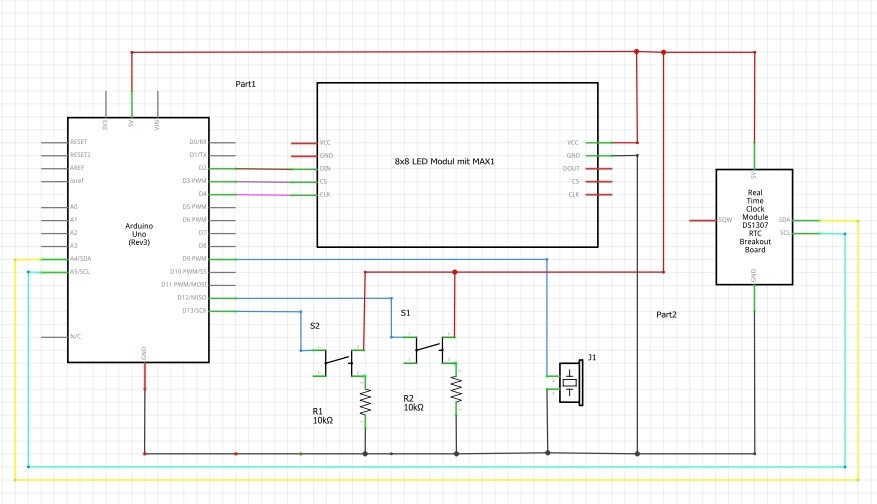 Part1
3V3
5V
VIN
RESET
RESET2
AREF
ioref
A0
A1
A2
A3
A4/SDA
A5/SCL
N/C
GND
Arduino
Uno
(Rev3)
D0/RX
D1/TX
D2
D3 PWM
D4
D5 PWM
D6 PWM
D7
D8
D9 PWM
D10 PWM/SS
D11 PWM/MOSI
D12/MISO
D13/SCK
VCC
GND
DIN
CS
CLK
8x8 LED Modul mit MAX1
VCC
GND
DOUT
CS
CLK
5V
SQW
Real
Time
Clock
Module
DS1307
RTC
Breakout
Board
SDA
SCL
GND
Part2
S2
S1
J1
R1
10kΩ
R2
10kΩ